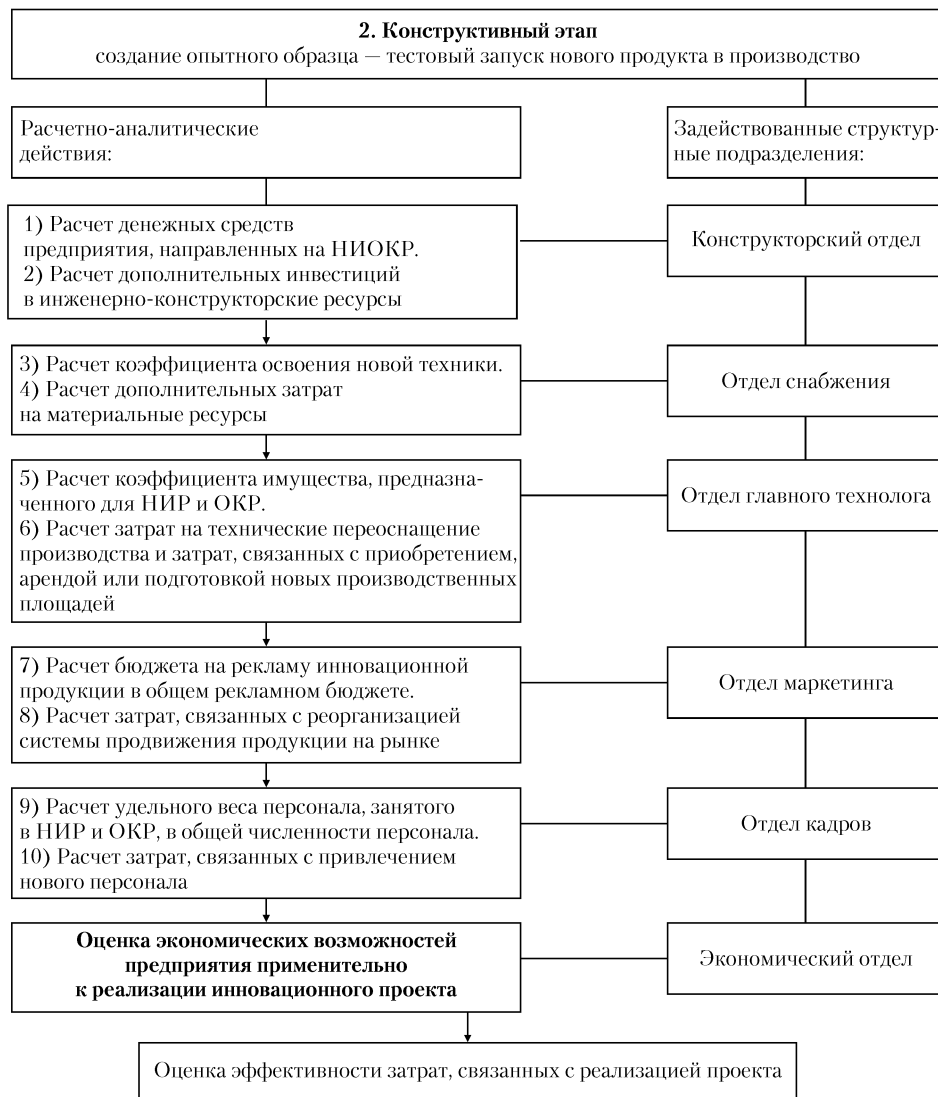 2. Конструктивный этап
создание опытного образца — тестовый запуск нового продукта в производство
Расчетно-аналитические
действия:
Задействованные структур-
ные подразделения:
1) Расчет денежных средств
предприятия, направленных на НИОКР.
2) Расчет дополнительных инвестиций
в инженерно-конструкторские ресурсы
Конструкторский отдел
3) Расчет коэффициента освоения новой техники.
4) Расчет дополнительных затрат
на материальные ресурсы
Отдел снабжения
5) Расчет коэффициента имущества, предназна-
ченного для НИР и ОКР.
6) Расчет затрат на технические переоснащение
производства и затрат, связанных с приобретением,
арендой или подготовкой новых производственных
площадей
Отдел главного технолога
7) Расчет бюджета на рекламу инновационной
продукции в общем рекламном бюджете.
8) Расчет затрат, связанных с реорганизацией
системы продвижения продукции на рынке
Отдел маркетинга
9) Расчет удельного веса персонала, занятого
в НИР и ОКР, в общей численности персонала.
10) Расчет затрат, связанных с привлечением
нового персонала
Отдел кадров
Оценка экономических возможностей
предприятия применительно
к реализации инновационного проекта
Экономический отдел
Оценка эффективности затрат, связанных с реализацией проекта